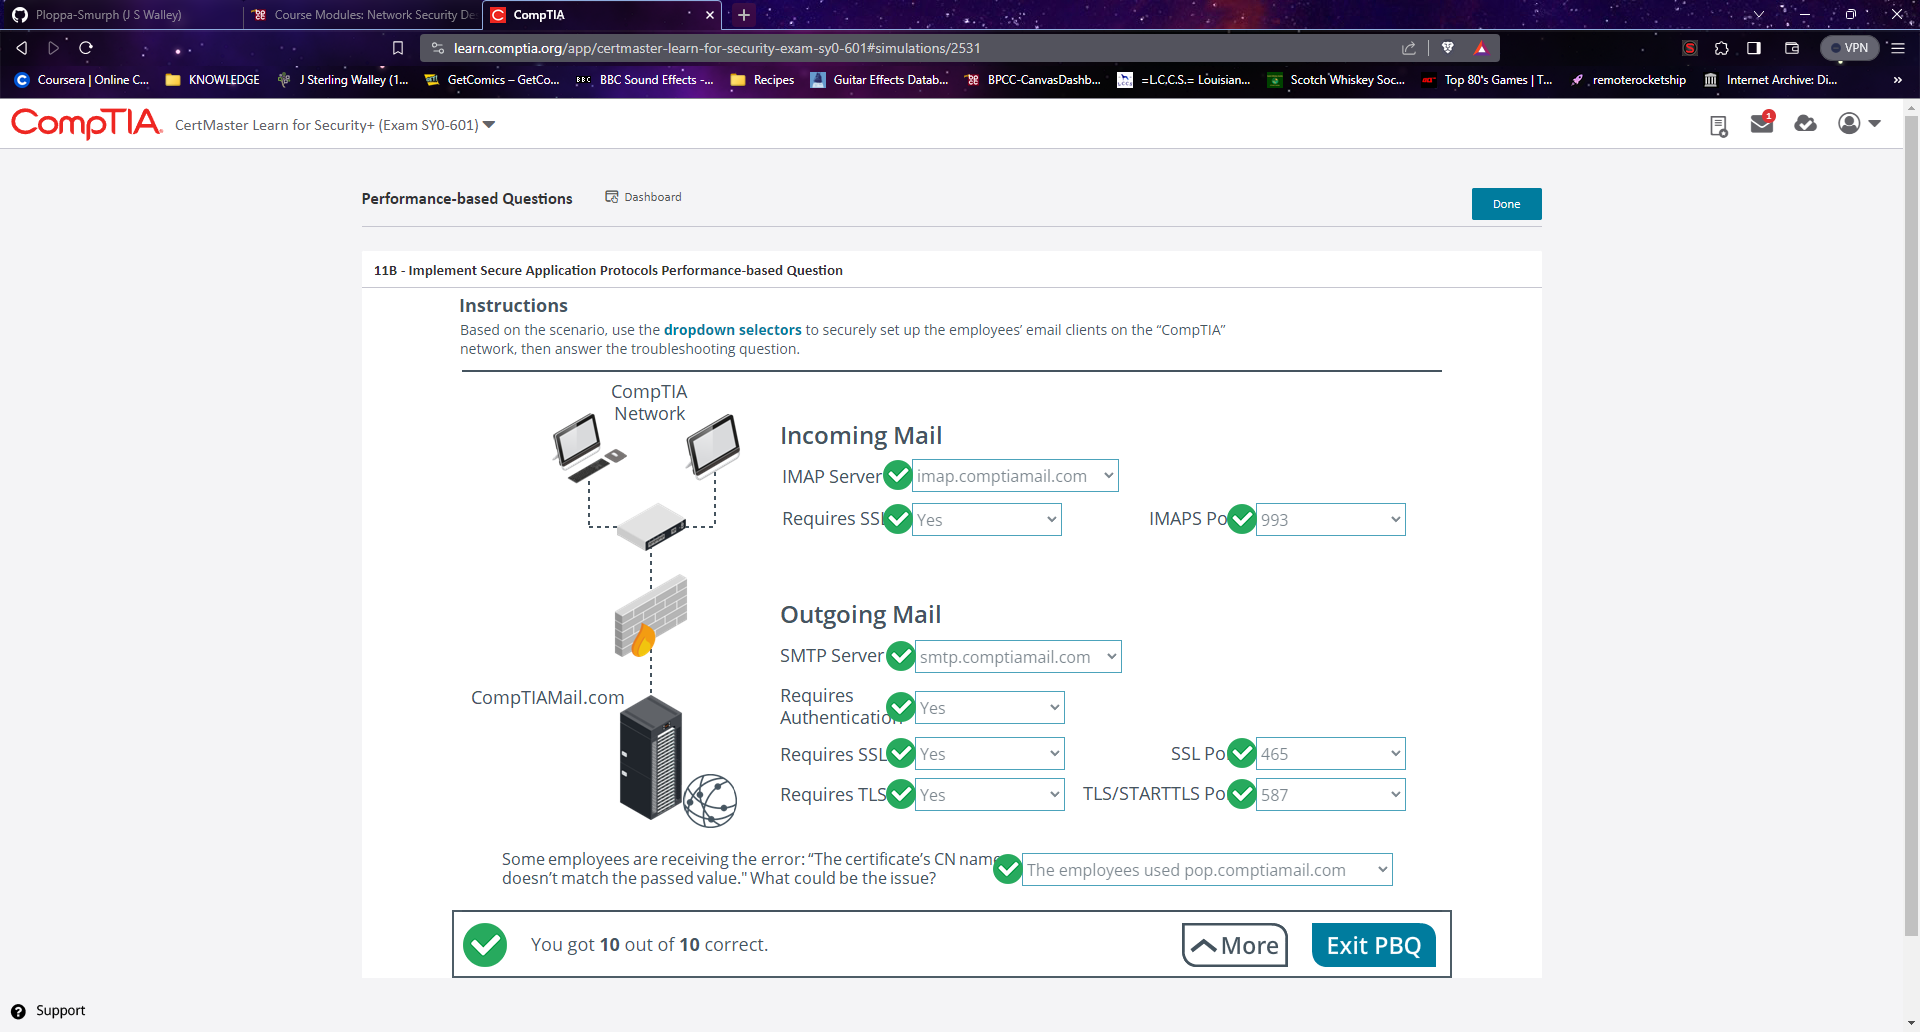 Ploppa-Smurph (J S Walley)
Course Modules: Network Security De
CompTIA
learn.comptia.org/app/certmaster-learn-for-security-exam-sy0-601#simulations/2531
VPN
Coursera | Online C...
KNOWLEDGE
J Sterling Walley (1...
GetComics – GetCo...
BBC
BBC Sound Effects -...
Recipes
Guitar Effects Datab...
BPCC-CanvasDashb...
=L.C,C.S.= Louisian...
Scotch Whiskey Soc...
Top 80's Games | T...
remoterocketship
Internet Archive: Di...
»
CompTIA.
CertMaster Learn for Security+ (Exam SY0-601)
1
Performance-based Questions
Dashboard
Done
11B - Implement Secure Application Protocols Performance-based Question
Instructions
Based on the scenario, use the dropdown selectors to securely set up the employees’ email clients on the “CompTIA”
network, then answer the troubleshooting question.
CompTIA
Network
Incoming Mail
IMAP Server
imap.comptiamail.com
Requires SSL
Yes
IMAPS Po
993
Outgoing Mail
SMTP Server
smtp.comptiamail.com
CompTIAMail.com
Requires
Authentication
Yes
Requires SSL
Yes
SSL Po
465
Requires TLS
Yes
TLS/STARTTLS Po
587
Some employees are receiving the error: “The certificate’s CN name
doesn’t match the passed value." What could be the issue?
The employees used pop.comptiamail.com
You got 10 out of 10 correct.
More
Exit PBQ
Support